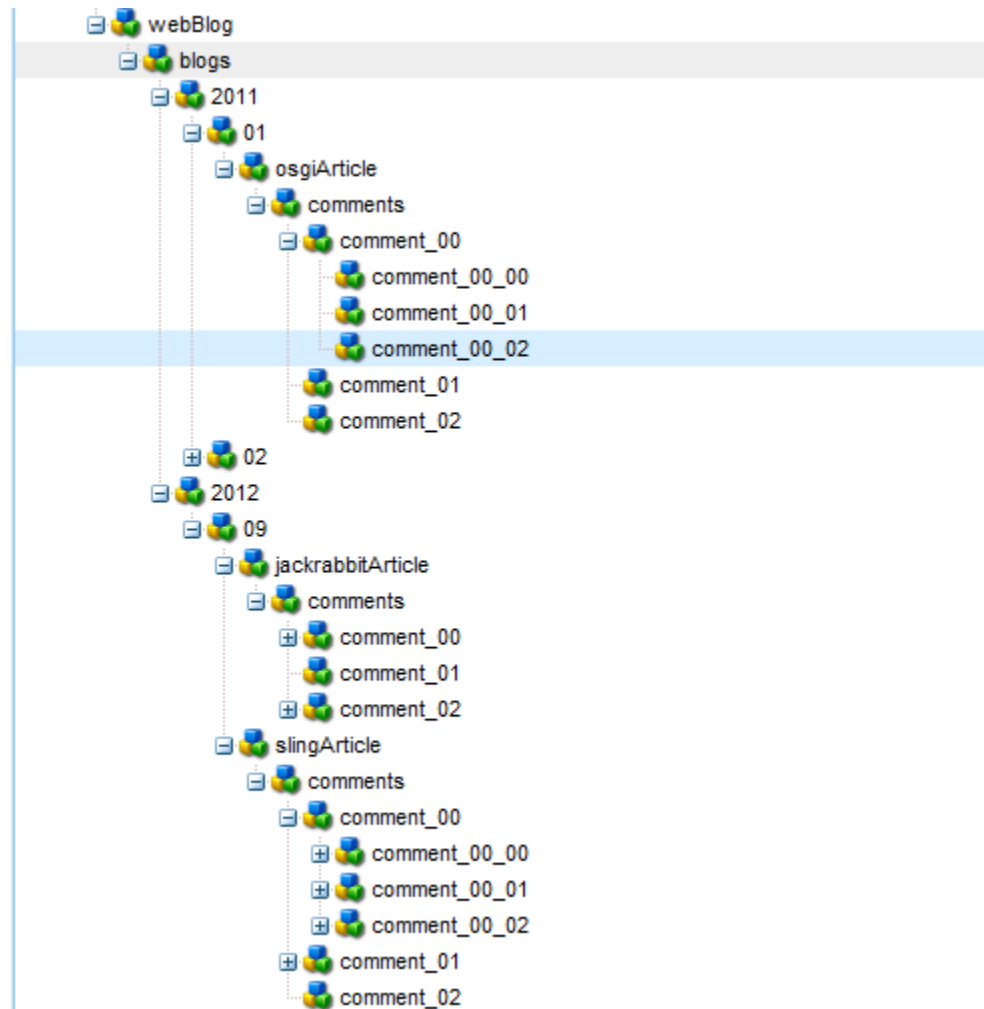 webBlog
blogs
2011
01
osgiArticle
comments
comment_00
comment_00_00
comment_00_01
comment_00_02
comment_01
comment_02
02
2012
09
jackrabbitArticle
comments
comment_00
comment_01
comment_02
slingArticle
comments
comment_00
comment_00_00
comment_00_01
comment_00_02
comment_01
comment_02